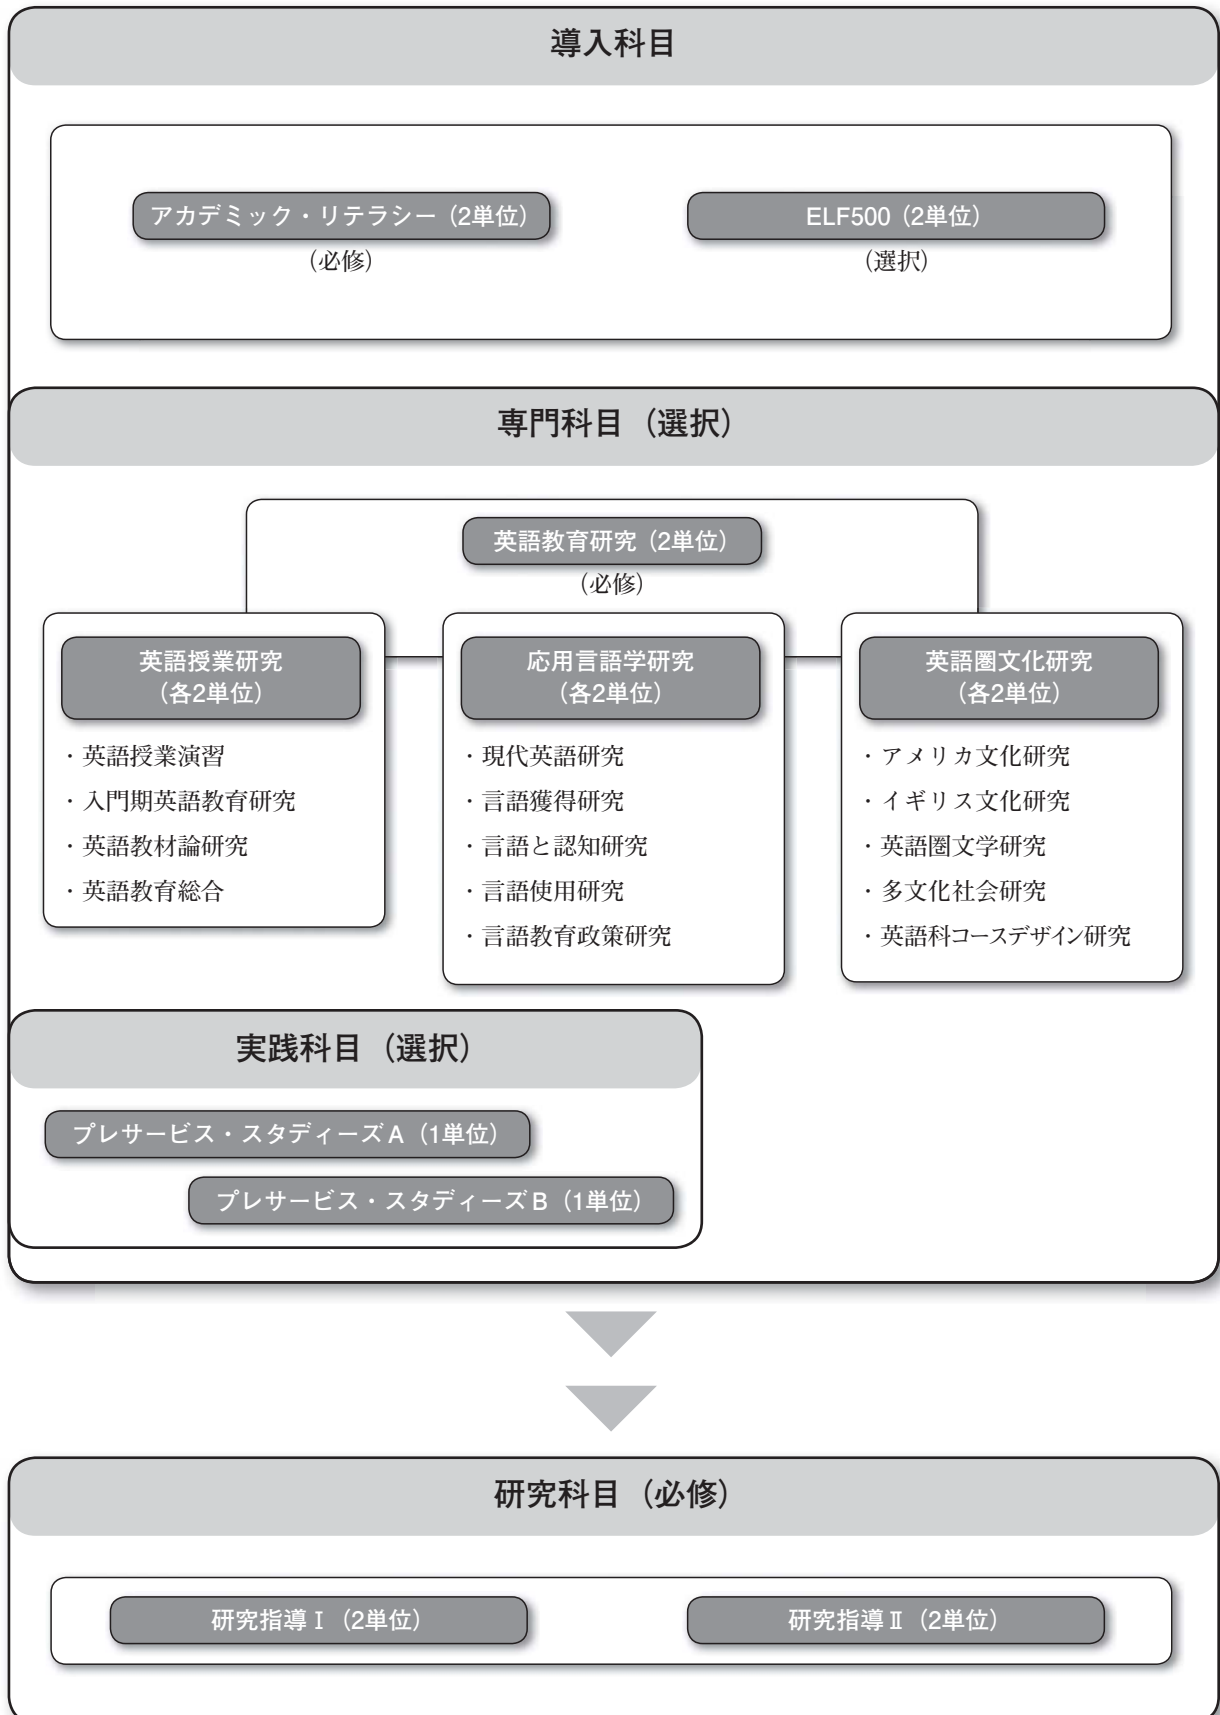 導入科目
アカデミック・リテラシー（2単位）
（必修）
ELF500（2単位）
（選択）
専門科目（選択）
英語教育研究（2単位）
（必修）
英語授業研究
（各2単位）
・英語授業演習
・入門期英語教育研究
・英語教材論研究
・英語教育総合
応用言語学研究
（各2単位）
・現代英語研究
・言語獲得研究
・言語と認知研究
・言語使用研究
・言語教育政策研究
英語圏文化研究
（各2単位）
・アメリカ文化研究
・イギリス文化研究
・英語圏文学研究
・多文化社会研究
・英語科コースデザイン研究
実践科目（選択）
プレサービス・スタディーズA（1単位）
プレサービス・スタディーズB（1単位）
研究科目（必修）
研究指導Ⅰ（2単位）
研究指導Ⅱ（2単位）